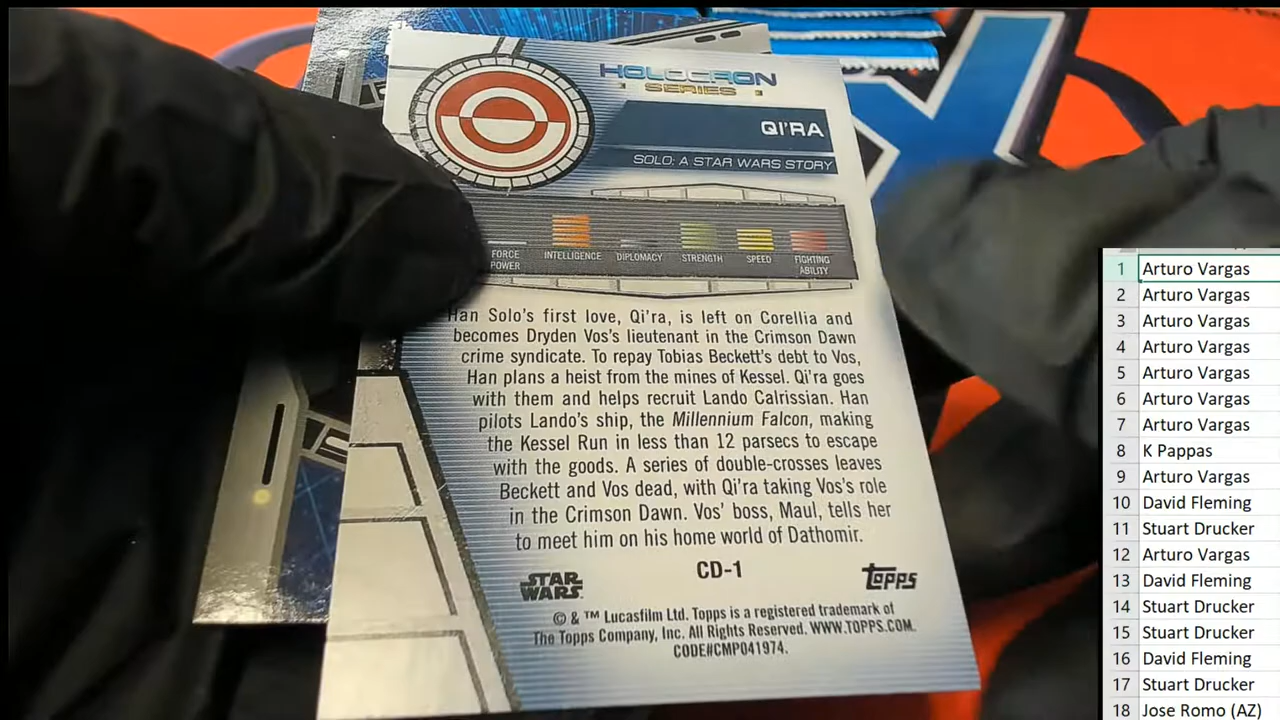 HOLOCRON
SERIES
QI'RA
SOLO: A STAR WARS STORY
FORCE POWER
INTELLIGENCE
DIPLOMACY
STRENGTH
SPEED
FIGHTING ABILITY
Han Solo's first love, Qi'ra, is left on Corellia and
becomes Dryden Vos's lieutenant in the Crimson Dawn
crime syndicate. To repay Tobias Beckett's debt to Vos,
Han plans a heist from the mines of Kessel. Qi'ra goes
with them and helps recruit Lando Calrissian. Han
pilots Lando's ship, the Millennium Falcon, making
the Kessel Run in less than 12 parsecs to escape
with the goods. A series of double-crosses leaves
Beckett and Vos dead, with Qi'ra taking Vos's role
in the Crimson Dawn. Vos' boss, Maul, tells her
to meet him on his home world of Dathomir.
STAR WARS
CD-1
TOPPS
© & ™ Lucasfilm Ltd. Topps is a registered trademark of
The Topps Company, Inc. All Rights Reserved. WWW.TOPPS.COM.
CODE#CMP041974.
1 Arturo Vargas
2 Arturo Vargas
3 Arturo Vargas
4 Arturo Vargas
5 Arturo Vargas
6 Arturo Vargas
7 Arturo Vargas
8 K Pappas
9 Arturo Vargas
10 David Fleming
11 Stuart Drucker
12 Arturo Vargas
13 David Fleming
14 Stuart Drucker
15 Stuart Drucker
16 David Fleming
17 Stuart Drucker
18 Jose Romo (AZ)